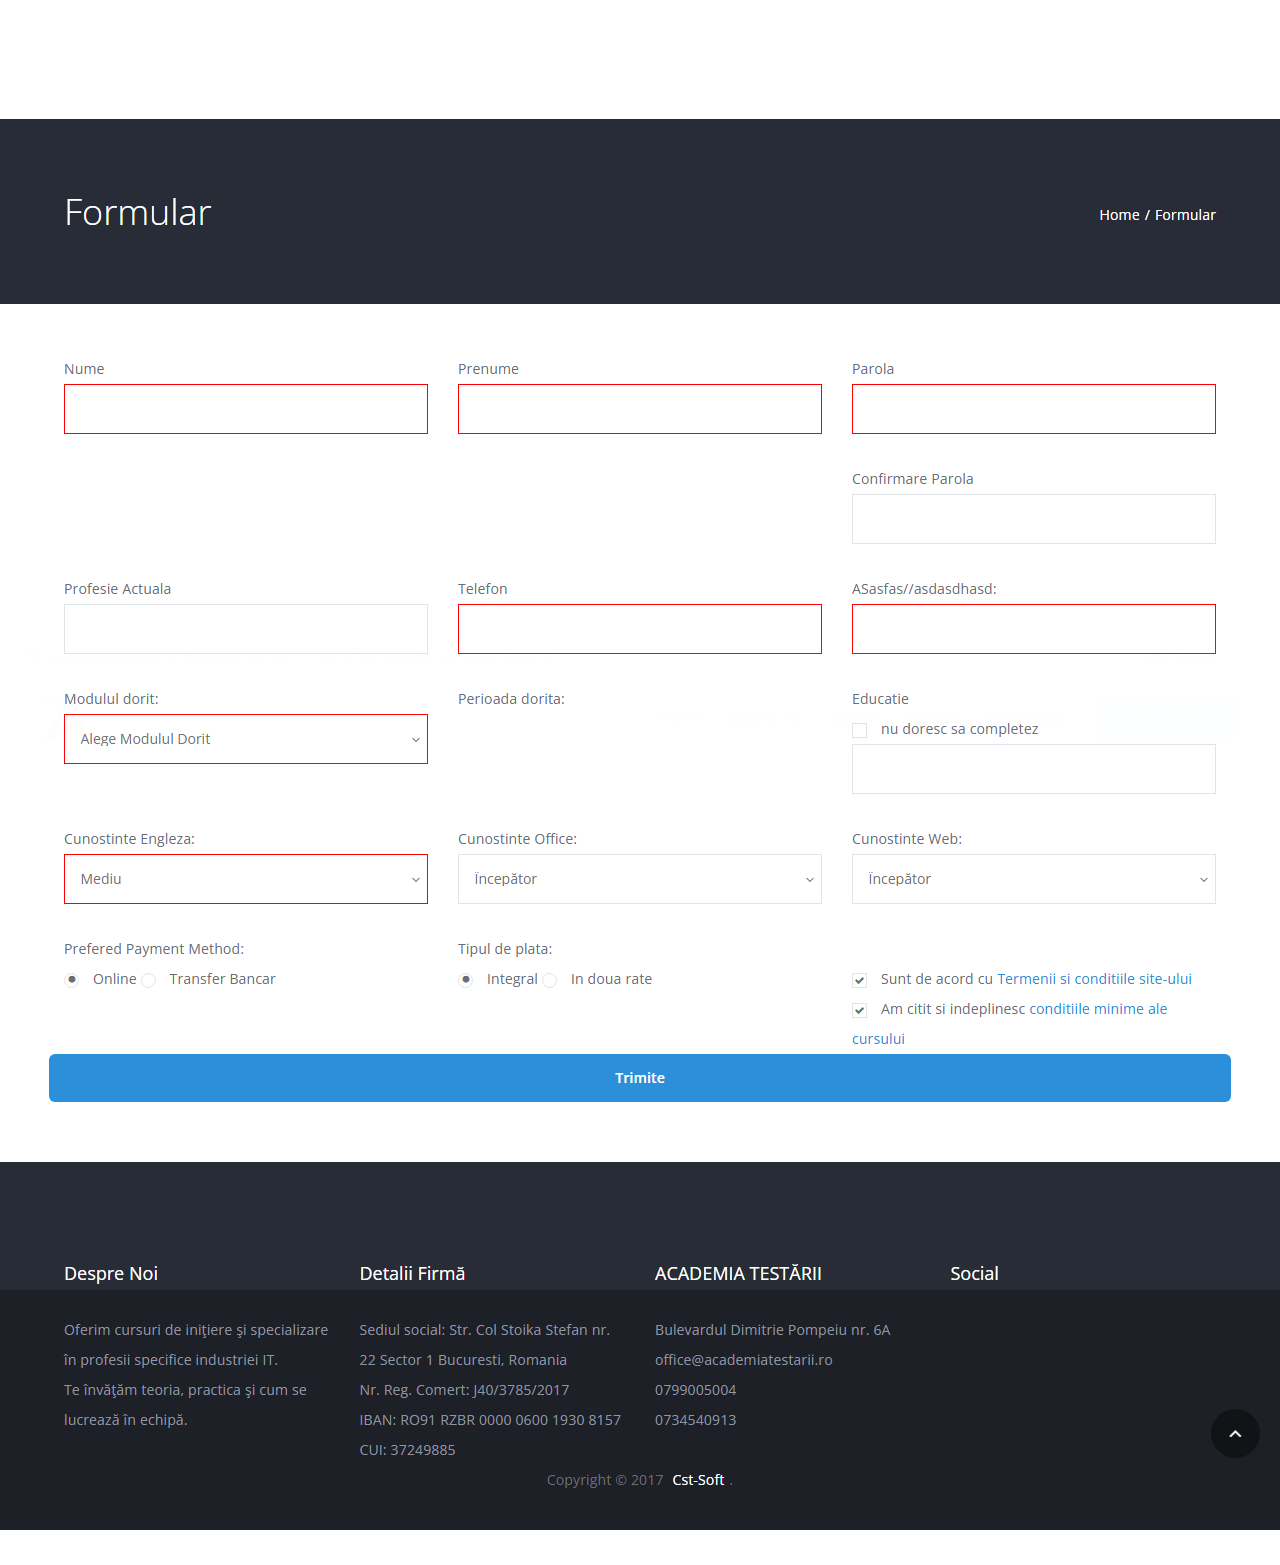 Formular
Home / Formular
Nume
Prenume
Parola
Confirmare Parola
Profesie Actuala
Telefon
ASasfas//asdasdhasd:
Modulul dorit:
Alege Modulul Dorit
Perioada dorita:
Educatie
nu doresc sa completez
Cunostinte Engleza:
Mediu
Cunostinte Office:
Începător
Cunostinte Web:
Începător
Prefered Payment Method:
Online Transfer Bancar
Tipul de plata:
Integral In doua rate
Sunt de acord cu Termenii si conditiile site-ului
Am citit si indeplinesc conditiile minime ale
cursului
Trimite
Despre Noi
Oferim cursuri de inițiere și specializare
în profesii specifice industriei IT.
Te învățăm teoria, practica și cum se
lucrează în echipă.
Detalii Firmă
Sediul social: Str. Col Stoika Stefan nr.
22 Sector 1 Bucuresti, Romania
Nr. Reg. Comert: J40/3785/2017
IBAN: RO91 RZBR 0000 0600 1930 8157
CUI: 37249885
ACADEMIA TESTĂRII
Bulevardul Dimitrie Pompeiu nr. 6A
office@academiatestarii.ro
0799005004
0734540913
Social
Copyright © 2017 Cst-Soft .